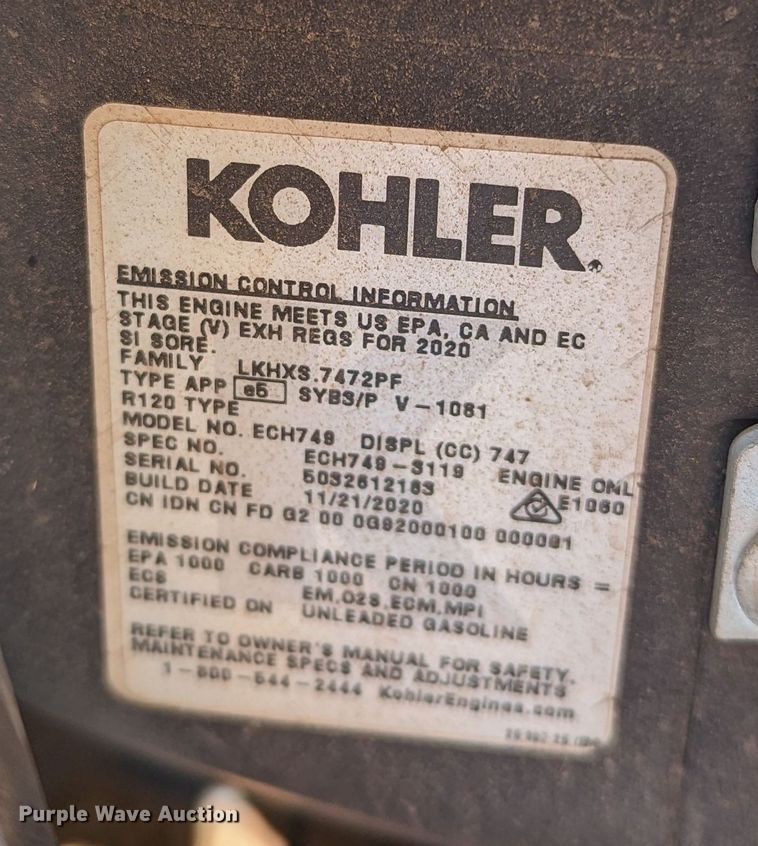 KOHLER.
EMISSION CONTROL INFORMATION
THIS ENGINE MEETS US EPA, CA AND EC
STAGE (V) EXH REGS FOR 2020
SI SORE.
FAMILY LKHXS.7472PF
TYPE APP e5 SYBS/P V-1081
R120 TYPE
MODEL NO. ECH749 DISPL (CC) 747
SPEC NO. ECH749-3119 ENGINE ONL
SERIAL NO. 5032612183
BUILD DATE 11/21/2020 E1060
CN IDN CN FD G2 00 0G92000100 000081
EMISSION COMPLIANCE PERIOD IN HOURS =
EPA 1000 CARB 1000 CN 1000
ECS EM.O2S.ECM.MPI
CERTIFIED ON UNLEADED GASOLINE
REFER TO OWNER'S MANUAL FOR SAFETY.
MAINTENANCE SPECS AND ADJUSTMENTS
1-800-544-2444 KohlerEngines.com
Purple Wave Auction